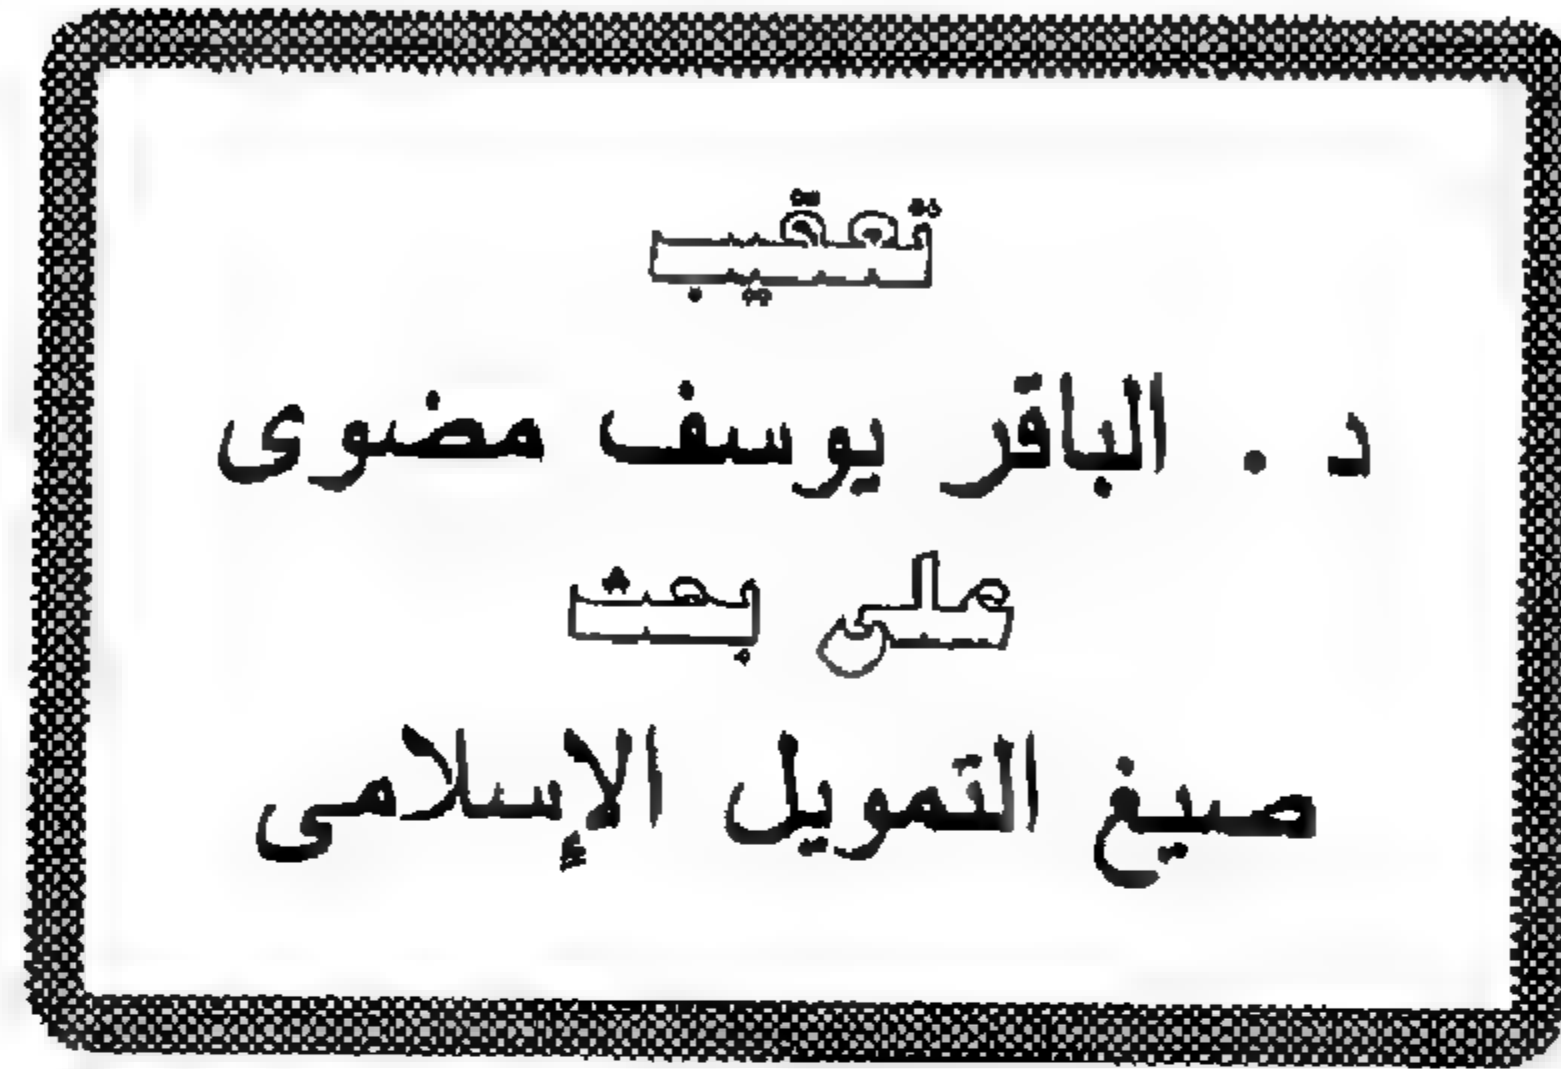 تعقيب
د . الباقر يوسف مضوى
على بحث
صيغ التمويل الإسلامى